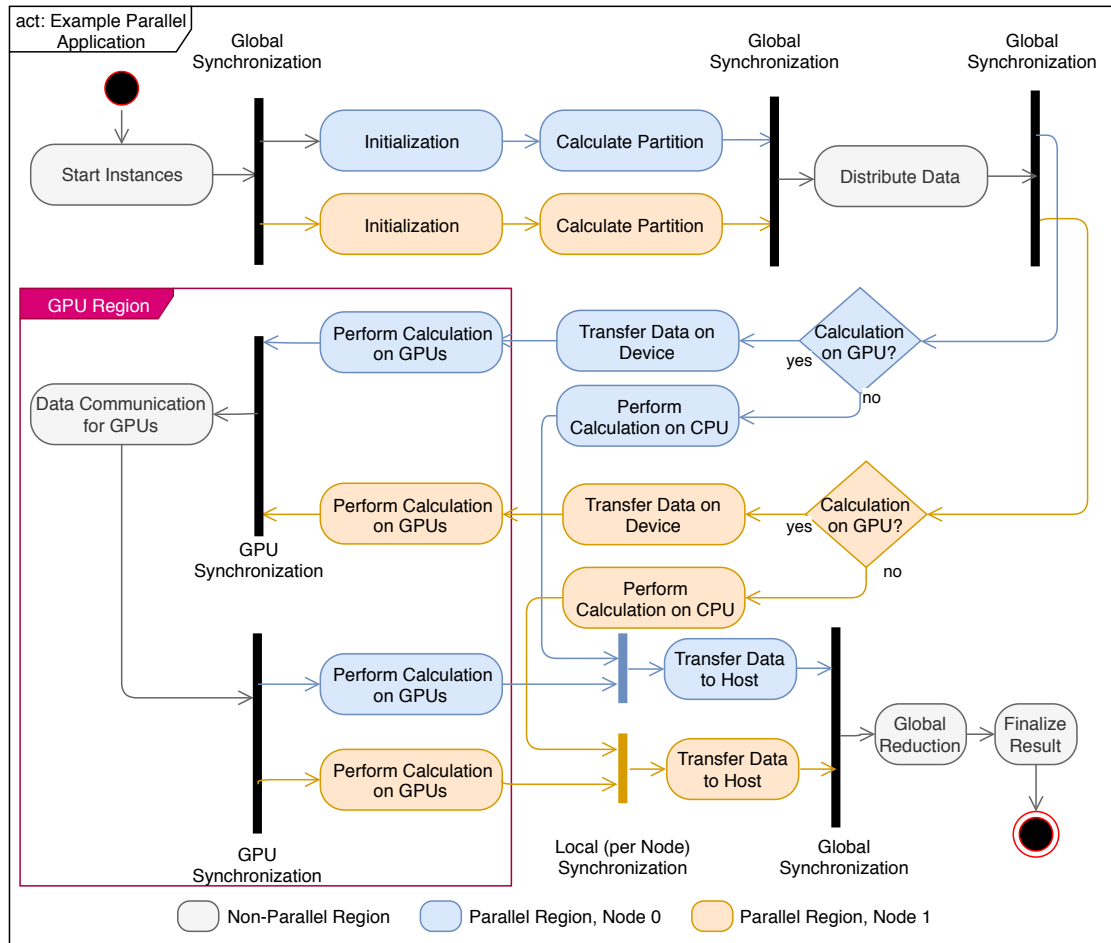 act: Example Parallel
Application
Global
Synchronization
Global
Synchronization
Global
Synchronization
Start Instances
Initialization
Calculate Partition
Distribute Data
Initialization
Calculate Partition
GPU Region
Perform Calculation
on GPUs
Transfer Data on
Device
yes
Calculation
on GPU?
no
Data Communication
for GPUs
Perform
Calculation on CPU
Perform Calculation
on GPUs
Transfer Data on
Device
yes
Calculation
on GPU?
no
GPU
Synchronization
Perform
Calculation on CPU
Perform Calculation
on GPUs
Transfer Data
to Host
Global
Reduction
Finalize
Result
Perform Calculation
on GPUs
Transfer Data
to Host
GPU
Synchronization
Local (per Node)
Synchronization
Global
Synchronization
Non-Parallel Region
Parallel Region, Node 0
Parallel Region, Node 1